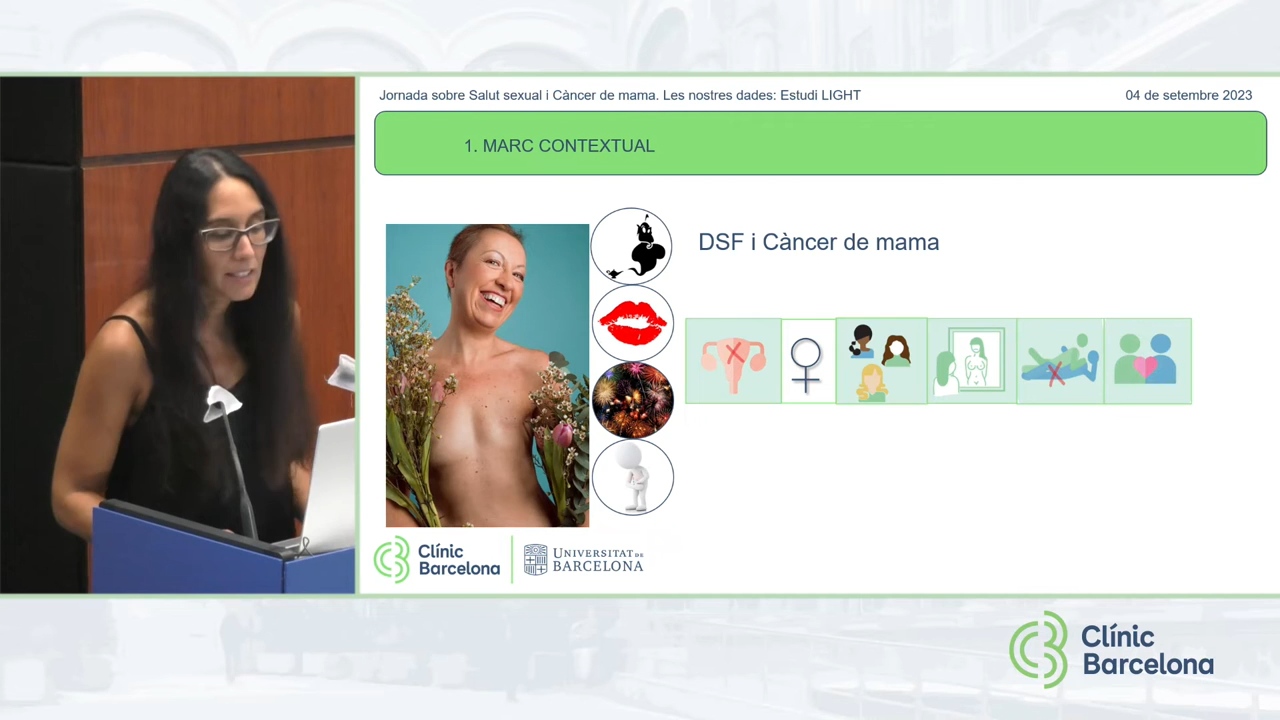 Jornada sobre Salut sexual i Càncer de mama. Les nostres dades: Estudi LIGHT
04 de setembre 2023
1. MARC CONTEXTUAL
DSF i Càncer de mama
Clínic
Barcelona
UNIVERSITAT DE
BARCELONA
Clínic
Barcelona